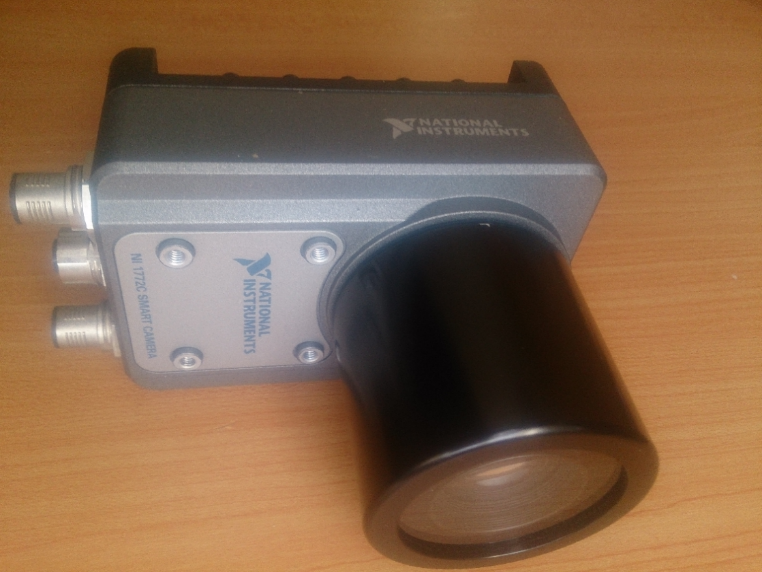 NATIONAL
INSTRUMENTS
NATIONAL
INSTRUMENTS
NI 1772C SMART CAMERA